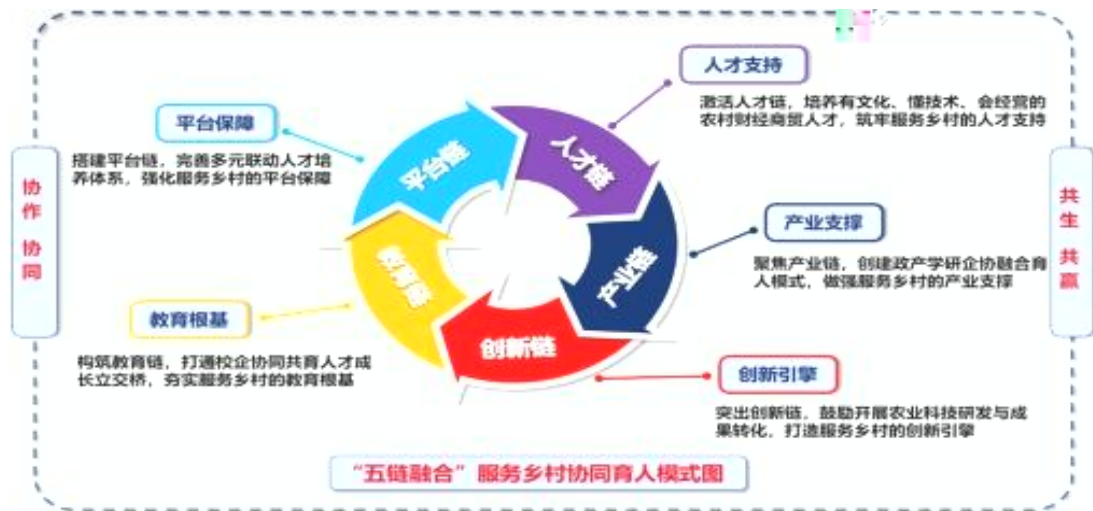 人才支持
激活人才链，培养有文化、懂技术、会经营的
农村财经商贸人才，筑牢服务乡村的人才支持
平台保障
搭建平台链，完善多元联动人才培
养体系，强化服务乡村的平台保障
平台链
人才链
协作 协同
共生 共赢
产业支撑
聚焦产业链，创建政产学研企协融合育
人模式，做强服务乡村的产业支撑
教育链
产业链
创新链
教育根基
构筑教育链，打通校企协同共育人才成
长立交桥，夯实服务乡村的教育根基
创新引擎
突出创新链，鼓励开展农业科技研发与成
果转化，打造服务乡村的创新引擎
“五链融合”服务乡村协同育人模式图